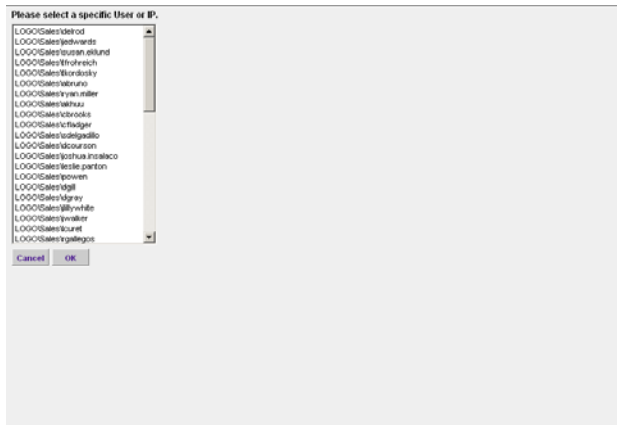 Please select a specific User or IP.
LOGO\Sales\delrod
LOGO\Sales\jedwards
LOGO\Sales\susan.eklund
LOGO\Sales\tfrohreich
LOGO\Sales\tkordosky
LOGO\Sales\abruno
LOGO\Sales\ryan.miller
LOGO\Sales\akhuu
LOGO\Sales\cbrooks
LOGO\Sales\cfladger
LOGO\Sales\sdelgadillo
LOGO\Sales\dcourson
LOGO\Sales\joshua.insalaco
LOGO\Sales\leslie.panton
LOGO\Sales\powen
LOGO\Sales\dgill
LOGO\Sales\dgray
LOGO\Sales\jlillywhite
LOGO\Sales\jwalker
LOGO\Sales\lcuret
LOGO\Sales\rgallegos
Cancel OK